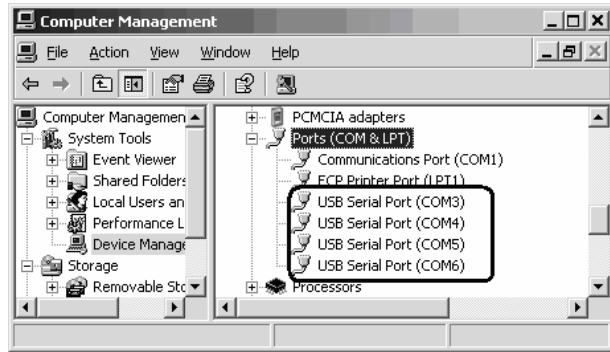 Computer Management
File Action View Window Help
Computer Managemen
System Tools
Event Viewer
Shared Folders
Local Users an
Performance L
Device Manage
Storage
Removable Sto
PCMCIA adapters
Ports (COM & LPT)
Communications Port (COM1)
ECP Printer Port (LPT1)
USB Serial Port (COM3)
USB Serial Port (COM4)
USB Serial Port (COM5)
USB Serial Port (COM6)
Processors